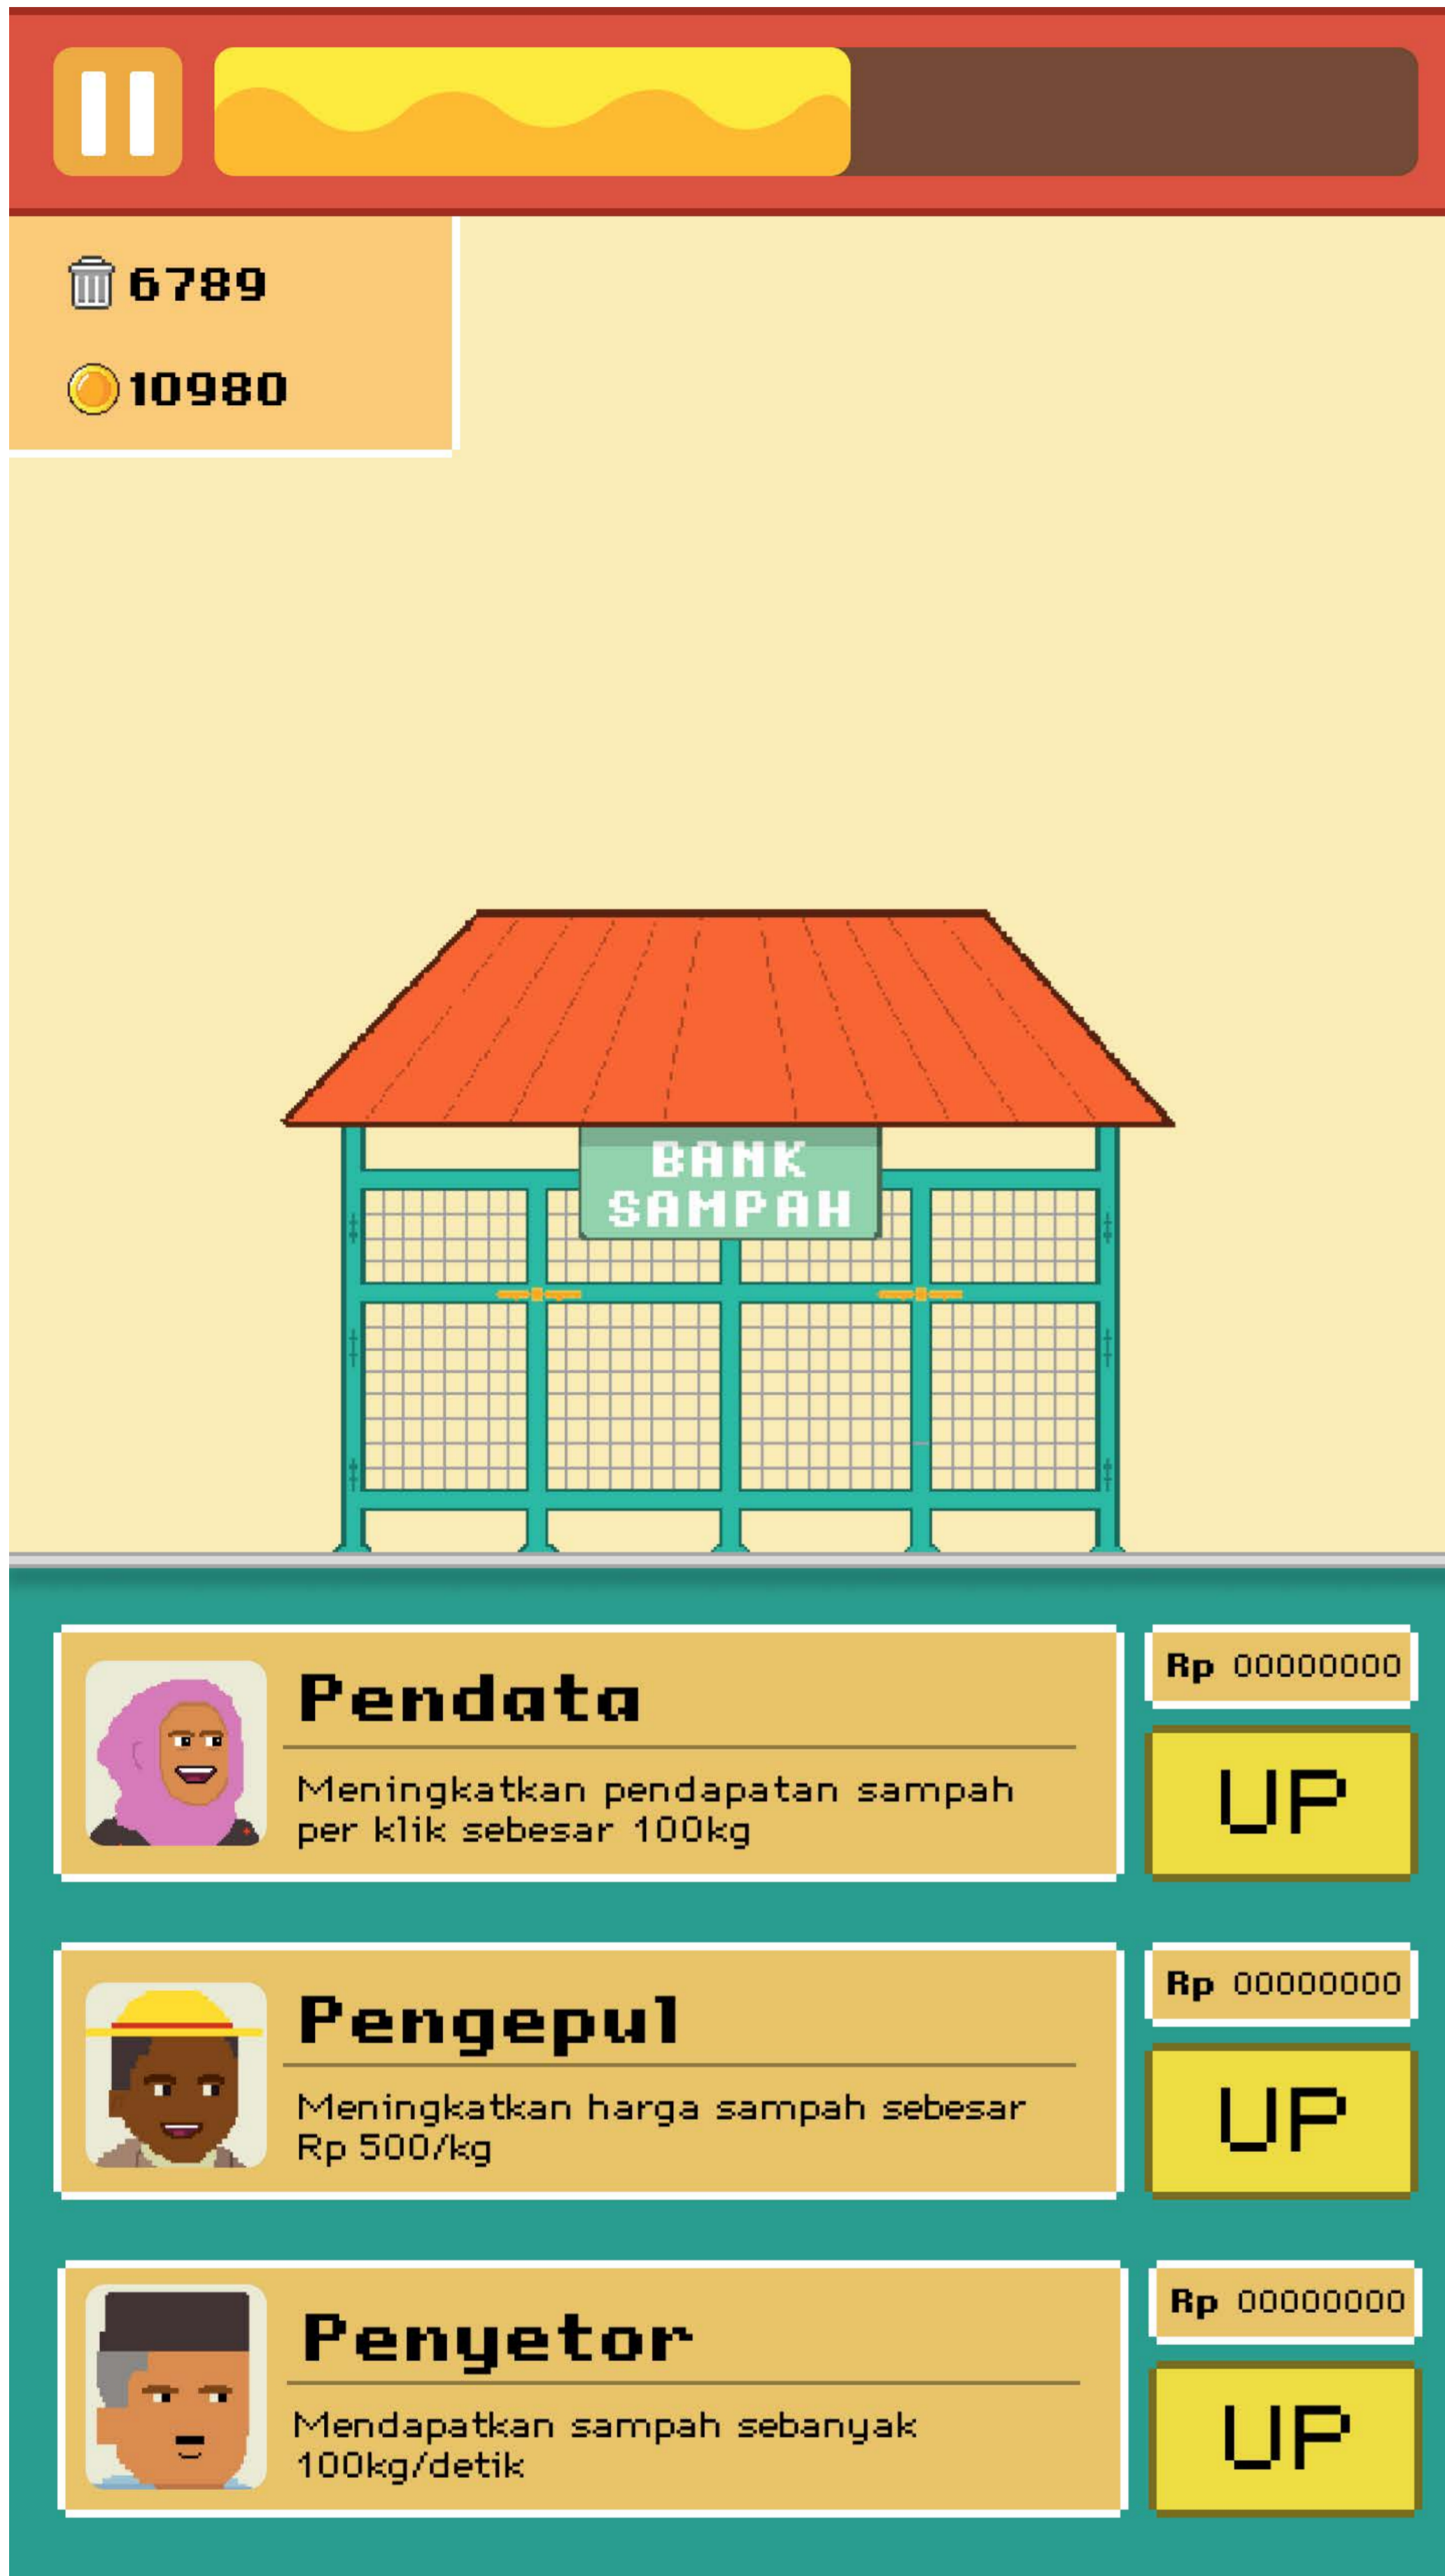 6789
10980
BANK
SAMPAH
Pendata
Meningkatkan pendapatan sampah
per klik sebesar 100kg
Rp 00000000
UP
Pengepul
Meningkatkan harga sampah sebesar
Rp 500/kg
Rp 00000000
UP
Penyetor
Mendapatkan sampah sebanyak
100kg/detik
Rp 00000000
UP